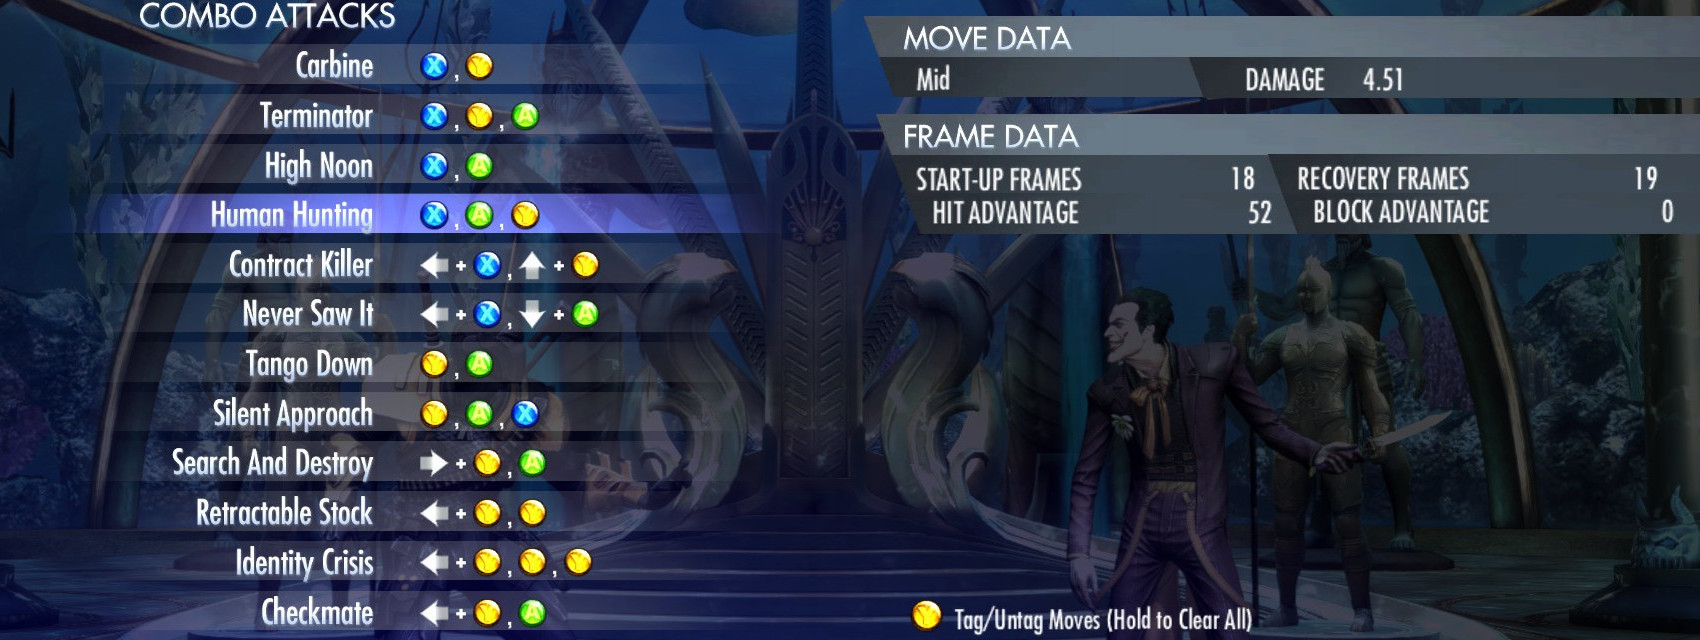 COMBO ATTACKS
Carbine X , Y
Terminator X , Y , A
High Noon X , A
Human Hunting X , A , Y
Contract Killer ← + X , ↑ + Y
Never Saw It ← + X , ↓ + A
Tango Down Y , A
Silent Approach Y , A , X
Search And Destroy → + Y , A
Retractable Stock ← + Y , Y
Identity Crisis ← + Y , Y , Y
Checkmate ← + Y , A
MOVE DATA
Mid DAMAGE 4.51
FRAME DATA
START-UP FRAMES 18 RECOVERY FRAMES 19
HIT ADVANTAGE 52 BLOCK ADVANTAGE 0
Y Tag/Untag Moves (Hold to Clear All)